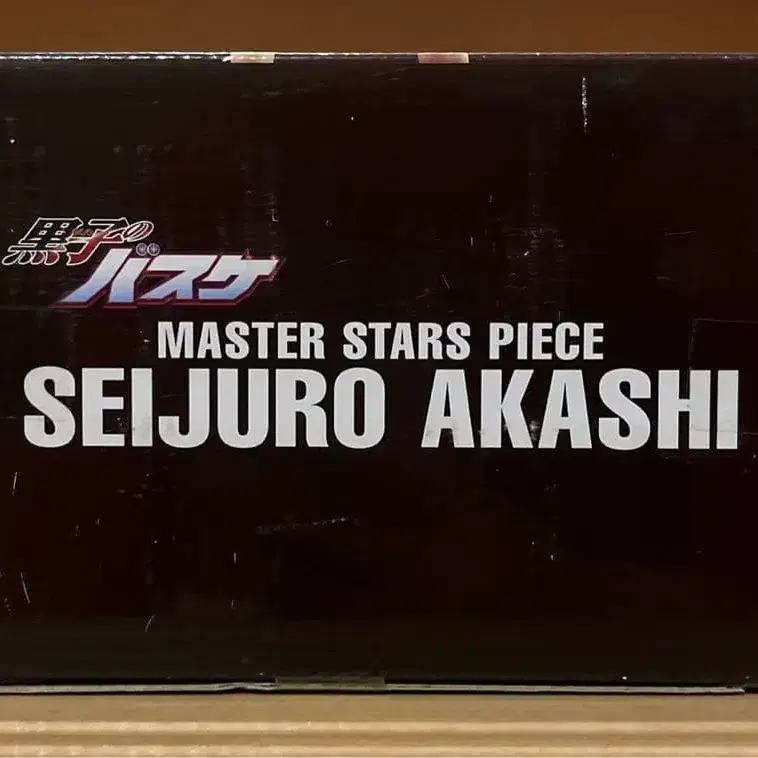 黒子の
バスケ
MASTER STARS PIECE
SEIJURO AKASHI